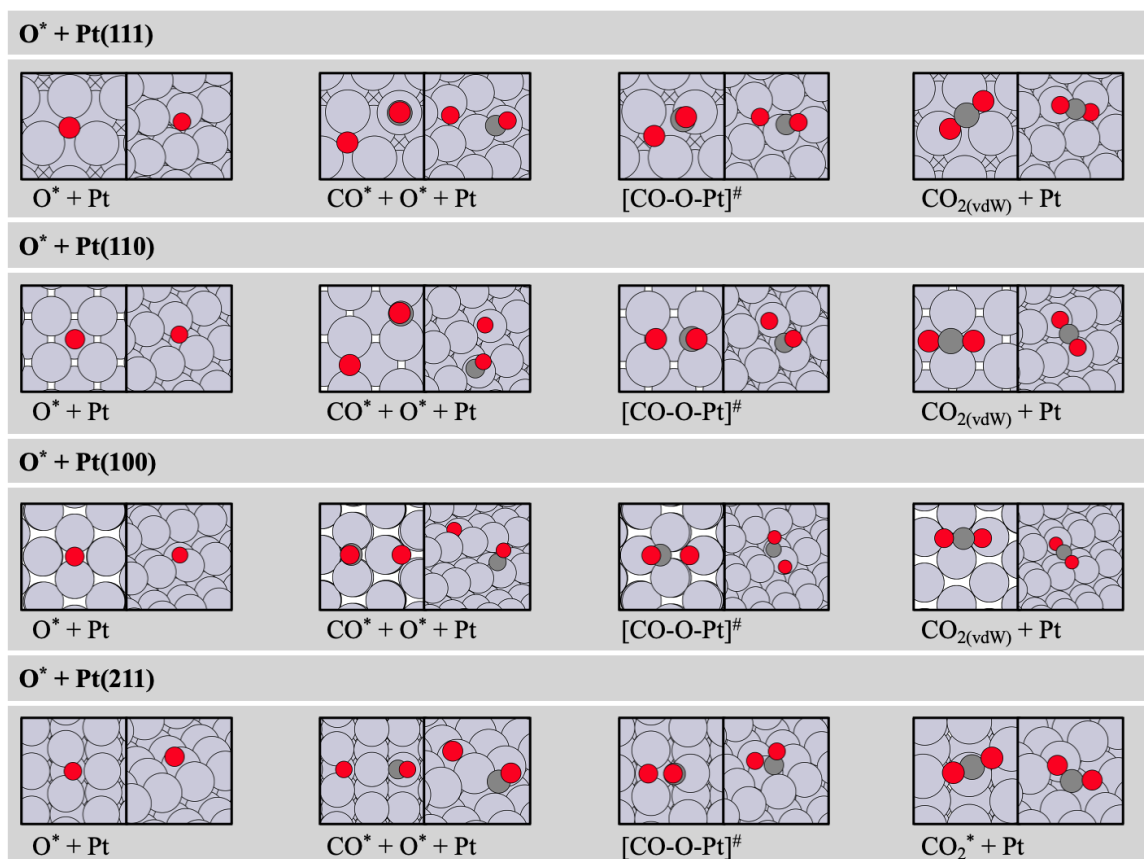 O* + Pt(111)
O* + Pt CO* + O* + Pt [CO-O-Pt]# CO2(vdW) + Pt
O* + Pt(110)
O* + Pt CO* + O* + Pt [CO-O-Pt]# CO2(vdW) + Pt
O* + Pt(100)
O* + Pt CO* + O* + Pt [CO-O-Pt]# CO2(vdW) + Pt
O* + Pt(211)
O* + Pt CO* + O* + Pt [CO-O-Pt]# CO2* + Pt